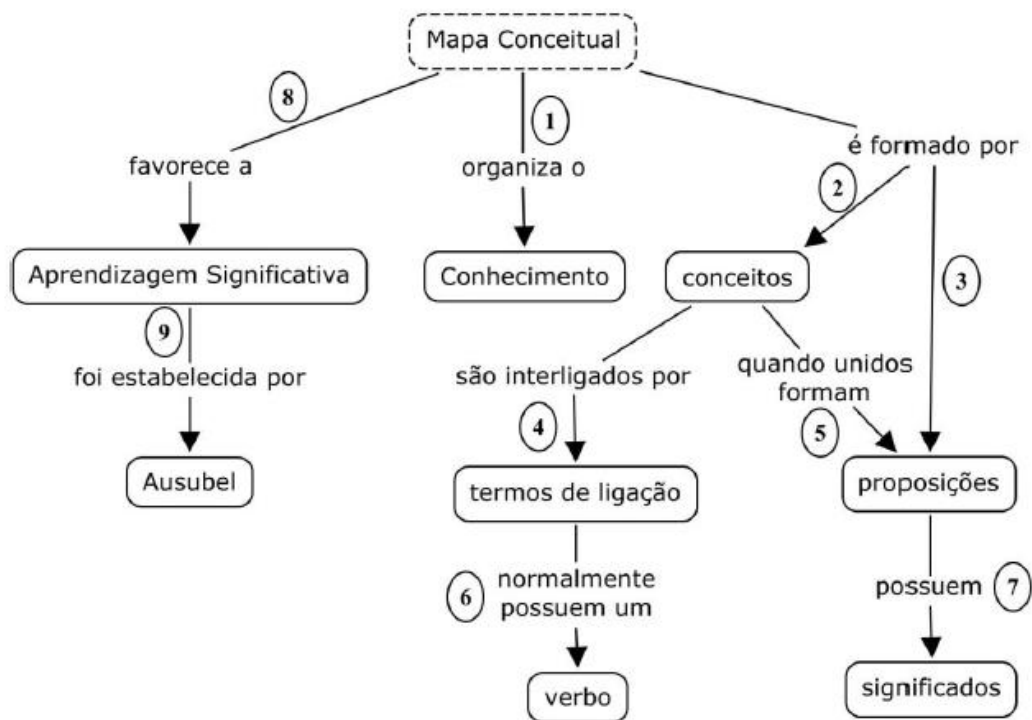 Mapa Conceitual
8
1
favorece a
organiza o
é formado por
2
Aprendizagem Significativa
Conhecimento
conceitos
3
9
foi estabelecida por
são interligados por
quando unidos
formam
4
5
Ausubel
termos de ligação
proposições
6
normalmente
possuem um
possuem
7
verbo
significados